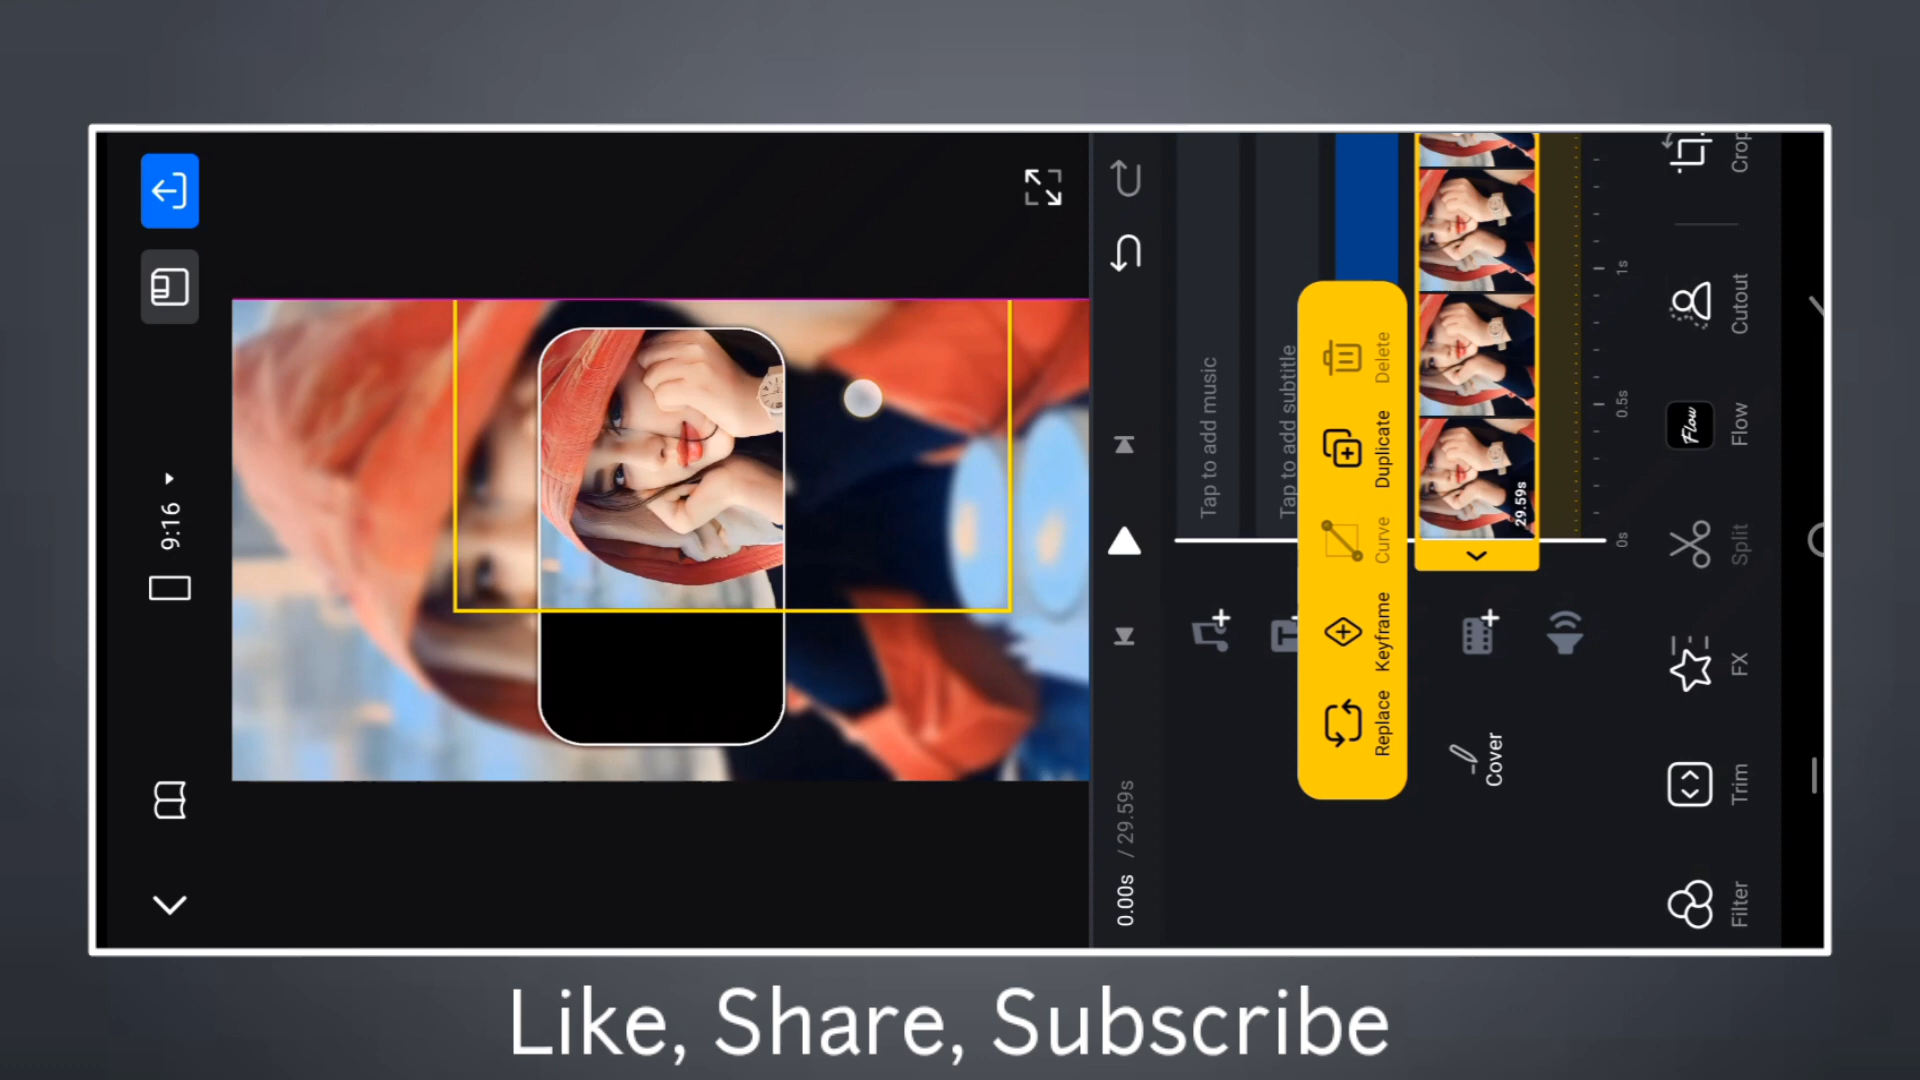 9:16
0.00s / 29.59s
Tap to add music
Tap to add subtitle
Replace
Keyframe
Curve
Duplicate
Delete
Cover
29.59s
0s
0.5s
1s
Filter
Trim
FX
Split
Flow
Flow
Cutout
Crop
Like, Share, Subscribe